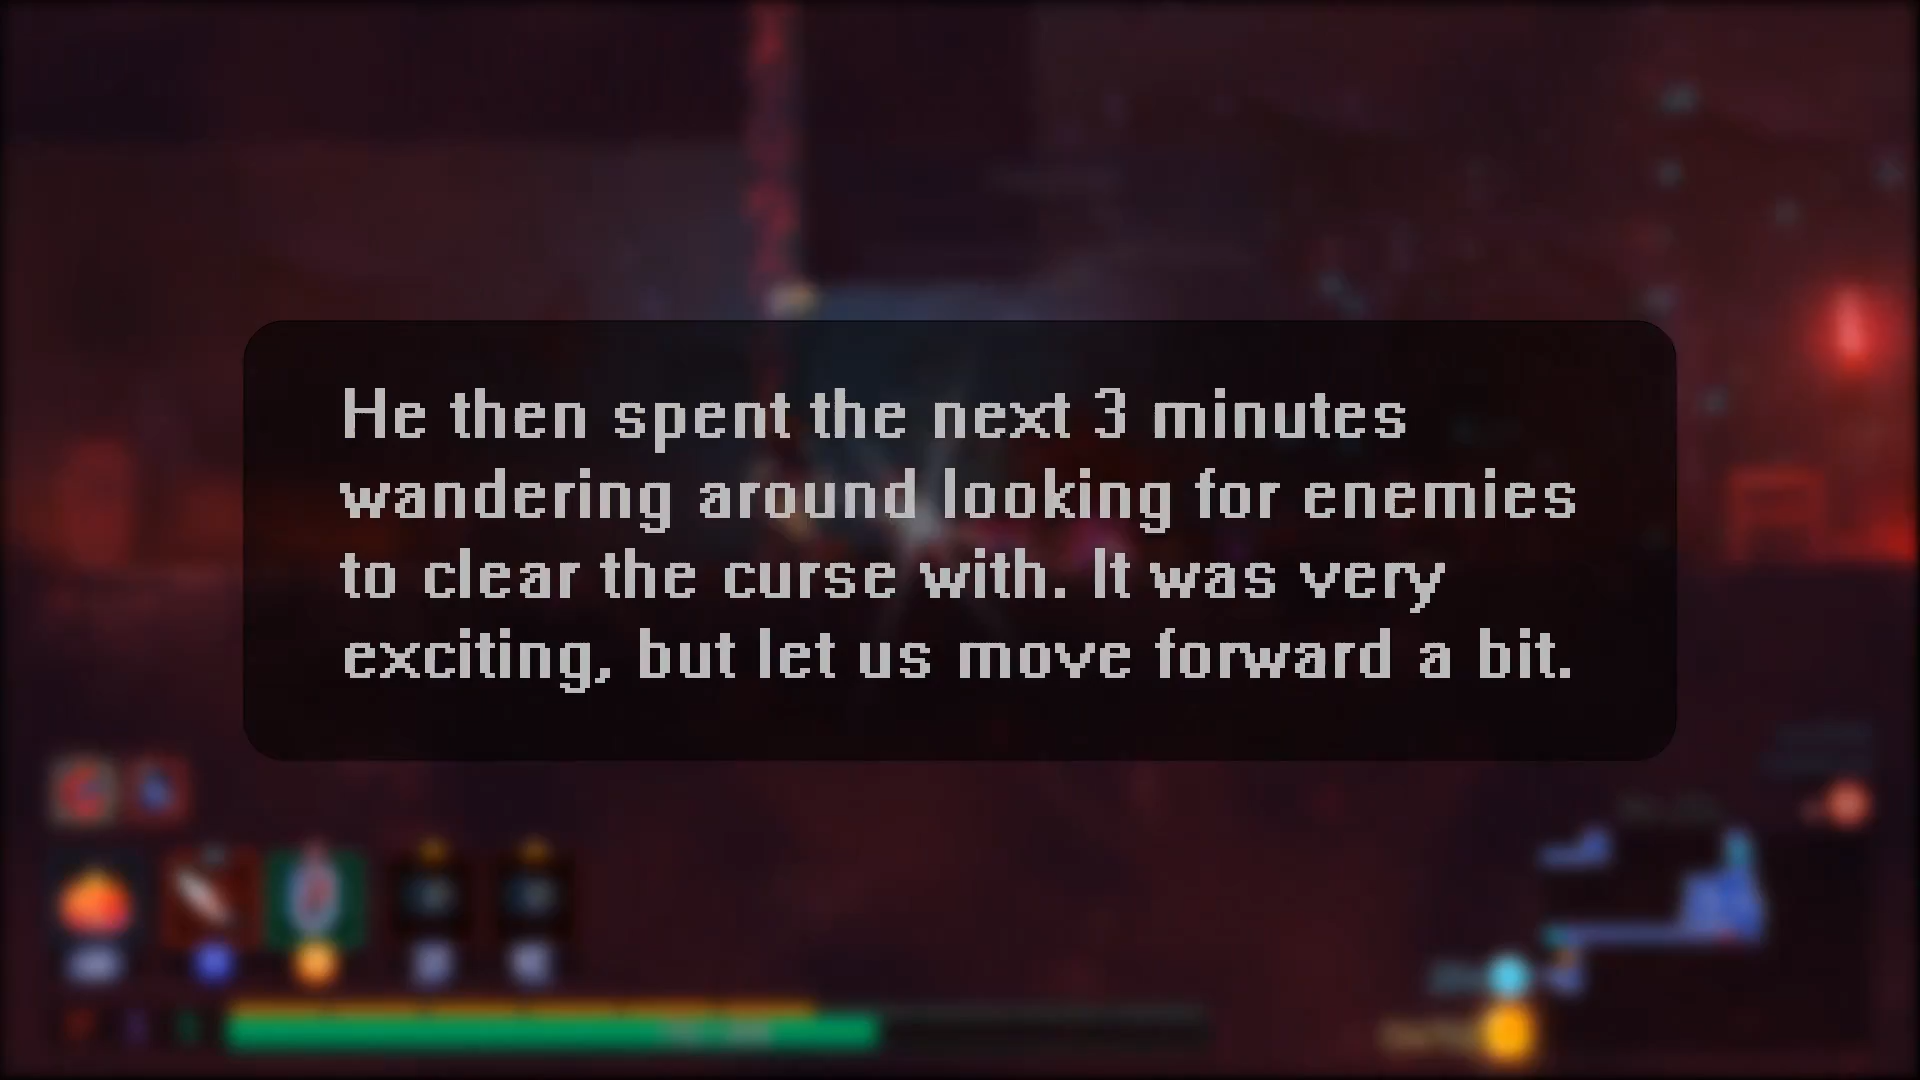 He then spent the next 3 minutes
wandering around looking for enemies
to clear the curse with. It was very
exciting, but let us move forward a bit.